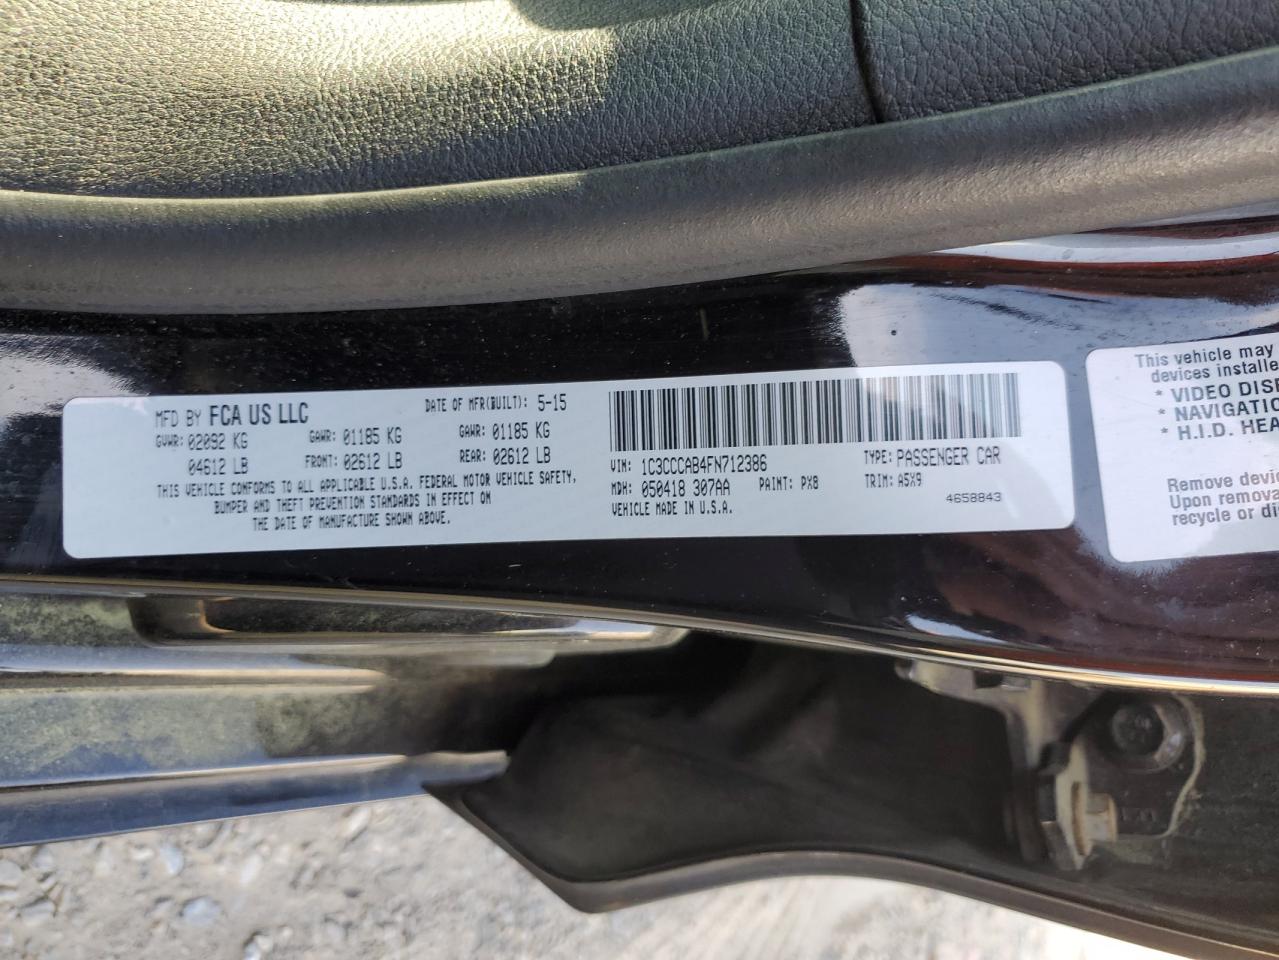 MFD BY FCA US LLC DATE OF MFR(BUILT): 5-15
GVWR: 02092 KG GAWR: 01185 KG GAWR: 01185 KG
04612 LB FRONT: 02612 LB REAR: 02612 LB
THIS VEHICLE CONFORMS TO ALL APPLICABLE U.S.A. FEDERAL MOTOR VEHICLE SAFETY,
BUMPER AND THEFT PREVENTION STANDARDS IN EFFECT ON
THE DATE OF MANUFACTURE SHOWN ABOVE.
VIN: 1C3CCCAB4FN712386 TYPE: PASSENGER CAR
MDH: 050418 307AA PAINT: PX8 TRIM: A5X9
VEHICLE MADE IN U.S.A. 4658843
This vehicle may
devices installe
* VIDEO DISP
* NAVIGATIO
* H.I.D. HEA
Remove devic
Upon remova
recycle or dis